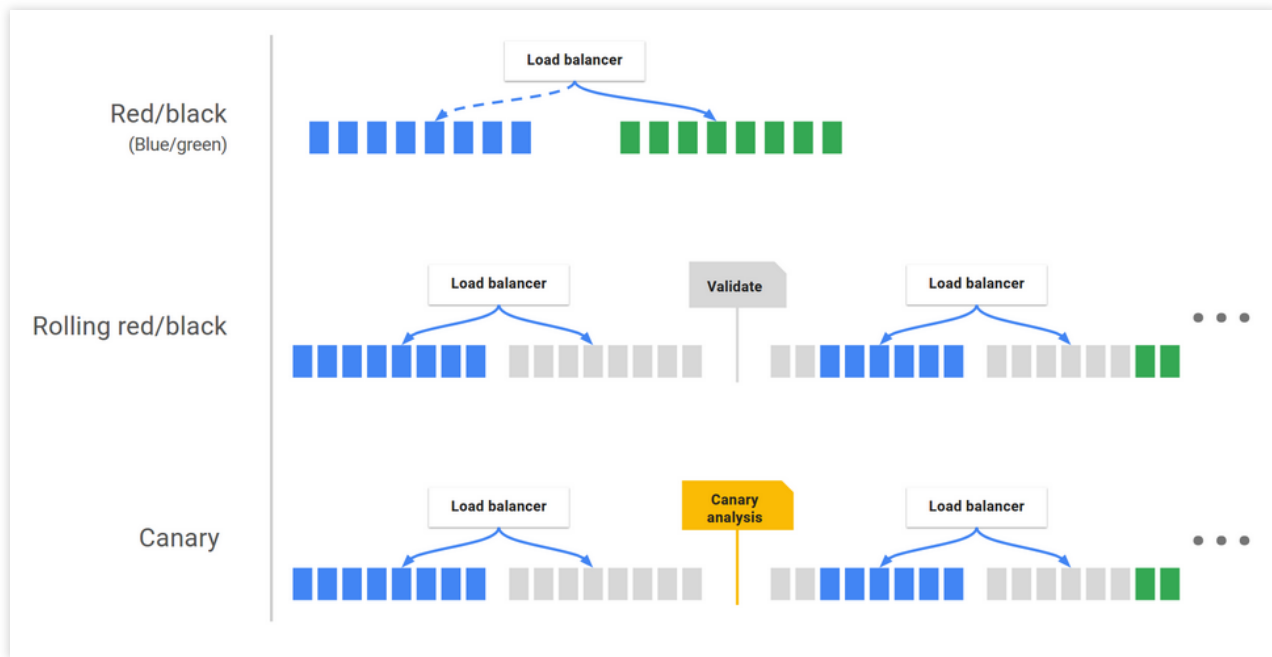 Load balancer
Red/black
(Blue/green)
Load balancer
Validate
Load balancer
Rolling red/black
Load balancer
Canary
analysis
Load balancer
Canary